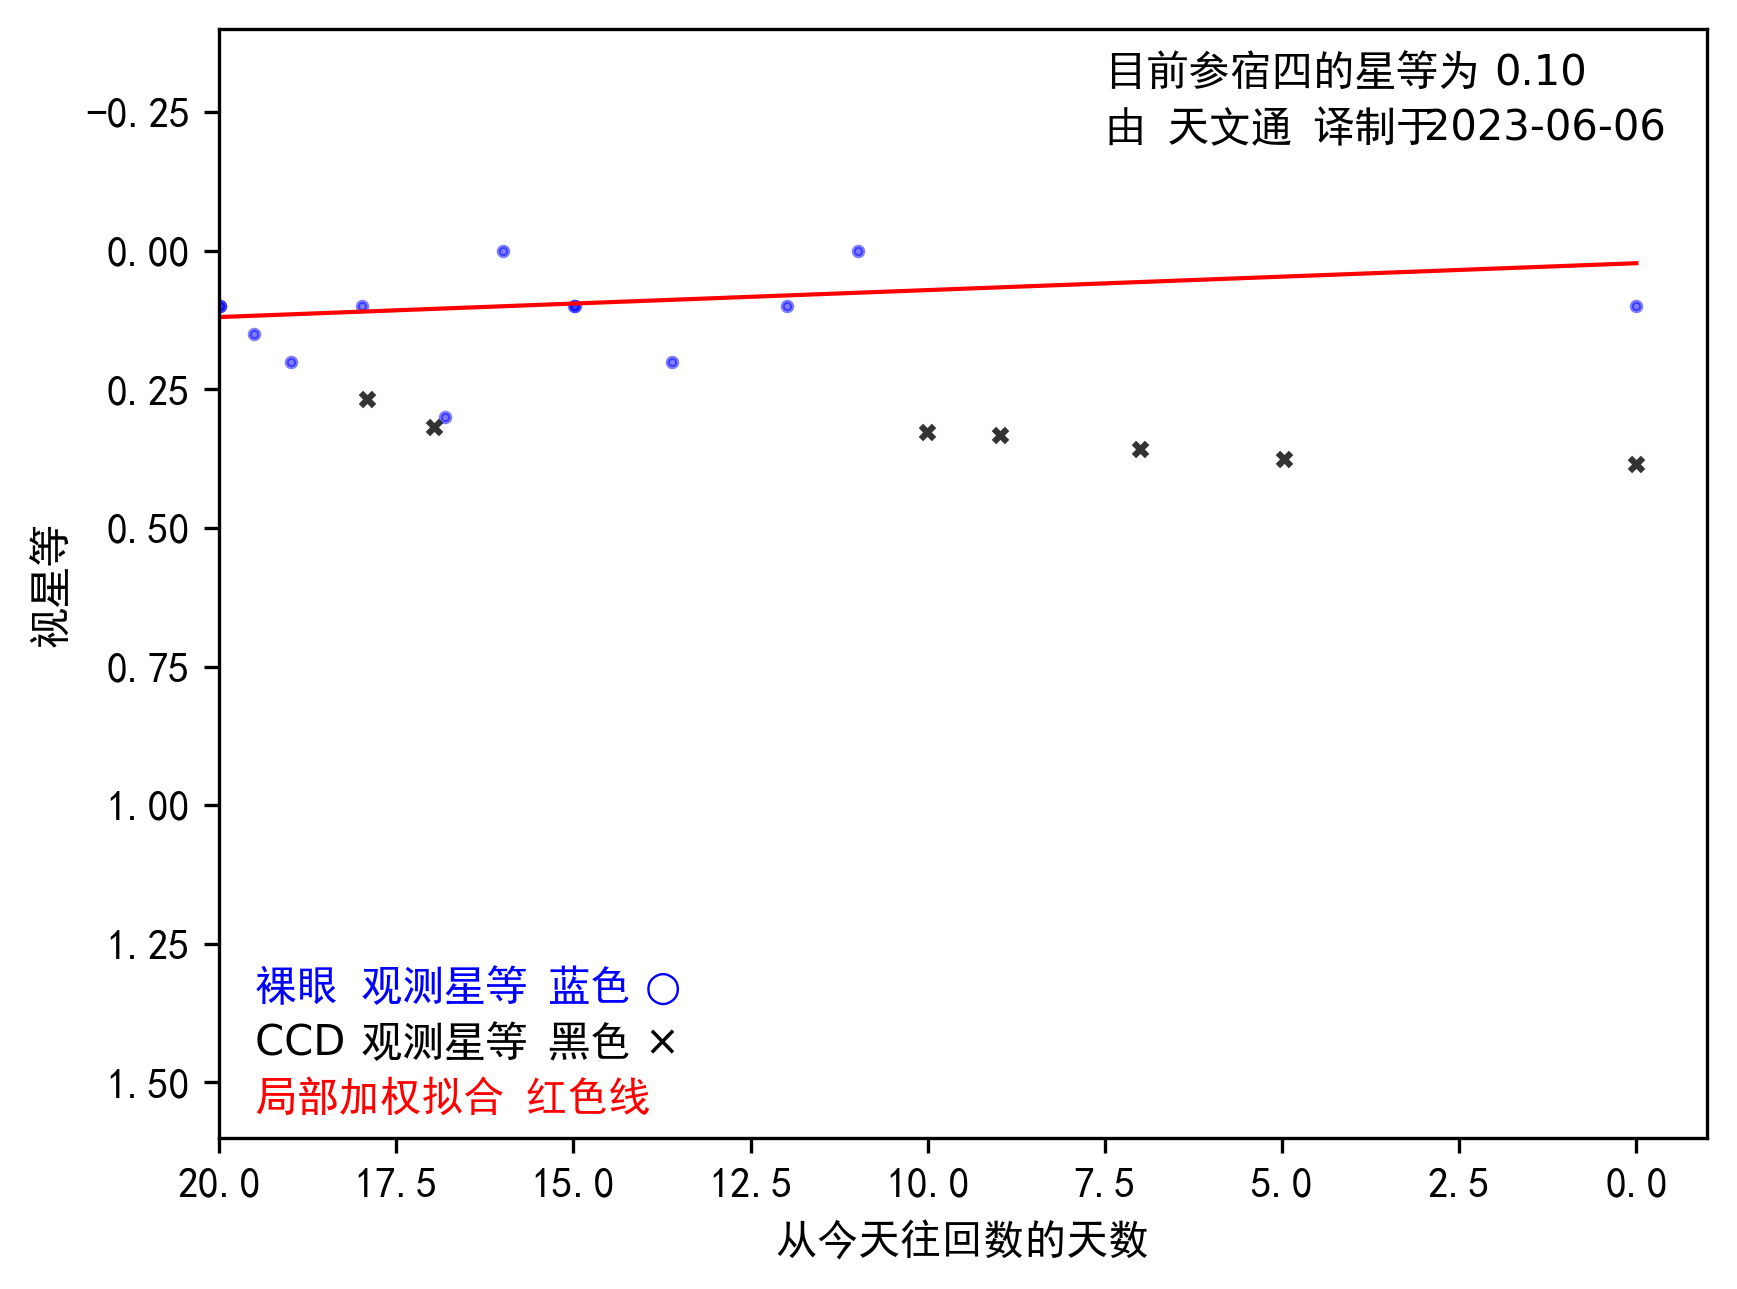 目前参宿四的星等为 0.10
由 天文通 译制于2023-06-06
−0.25
0.00
0.25
0.50
0.75
1.00
1.25
1.50
视星等
裸眼 观测星等 蓝色 ○
CCD 观测星等 黑色 ×
局部加权拟合 红色线
20.0 17.5 15.0 12.5 10.0 7.5 5.0 2.5 0.0
从今天往回数的天数